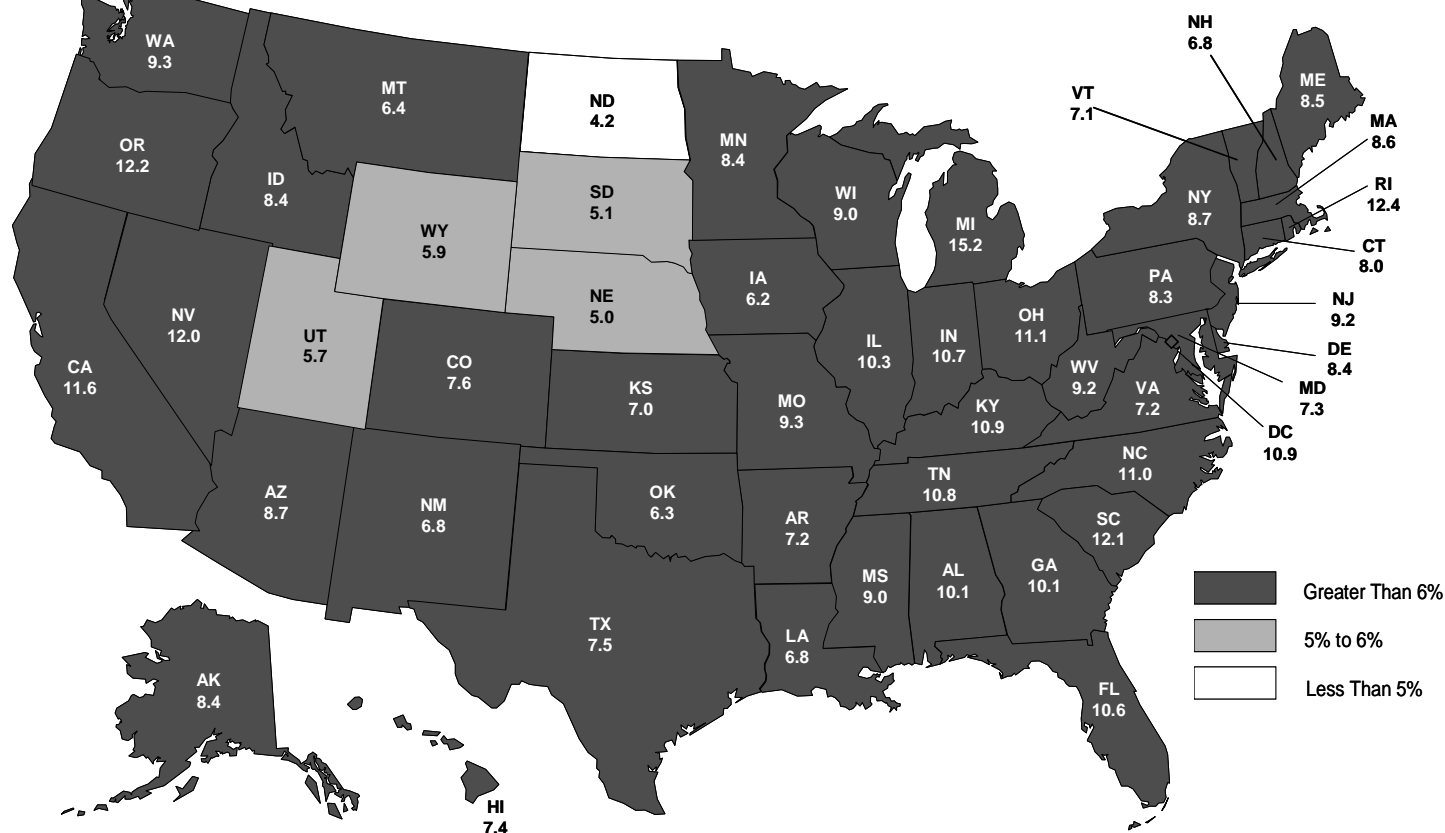 WA
9.3
OR
12.2
CA
11.6
NV
12.0
ID
8.4
MT
6.4
WY
5.9
UT
5.7
AZ
8.7
CO
7.6
NM
6.8
ND
4.2
SD
5.1
NE
5.0
KS
7.0
OK
6.3
TX
7.5
MN
8.4
IA
6.2
MO
9.3
AR
7.2
LA
6.8
WI
9.0
IL
10.3
MI
15.2
IN
10.7
OH
11.1
KY
10.9
TN
10.8
MS
9.0
AL
10.1
GA
10.1
FL
10.6
SC
12.1
NC
11.0
VA
7.2
WV
9.2
PA
8.3
NY
8.7
VT
7.1
NH
6.8
ME
8.5
MA
8.6
RI
12.4
CT
8.0
NJ
9.2
DE
8.4
MD
7.3
DC
10.9
AK
8.4
HI
7.4
Greater Than 6%
5% to 6%
Less Than 5%